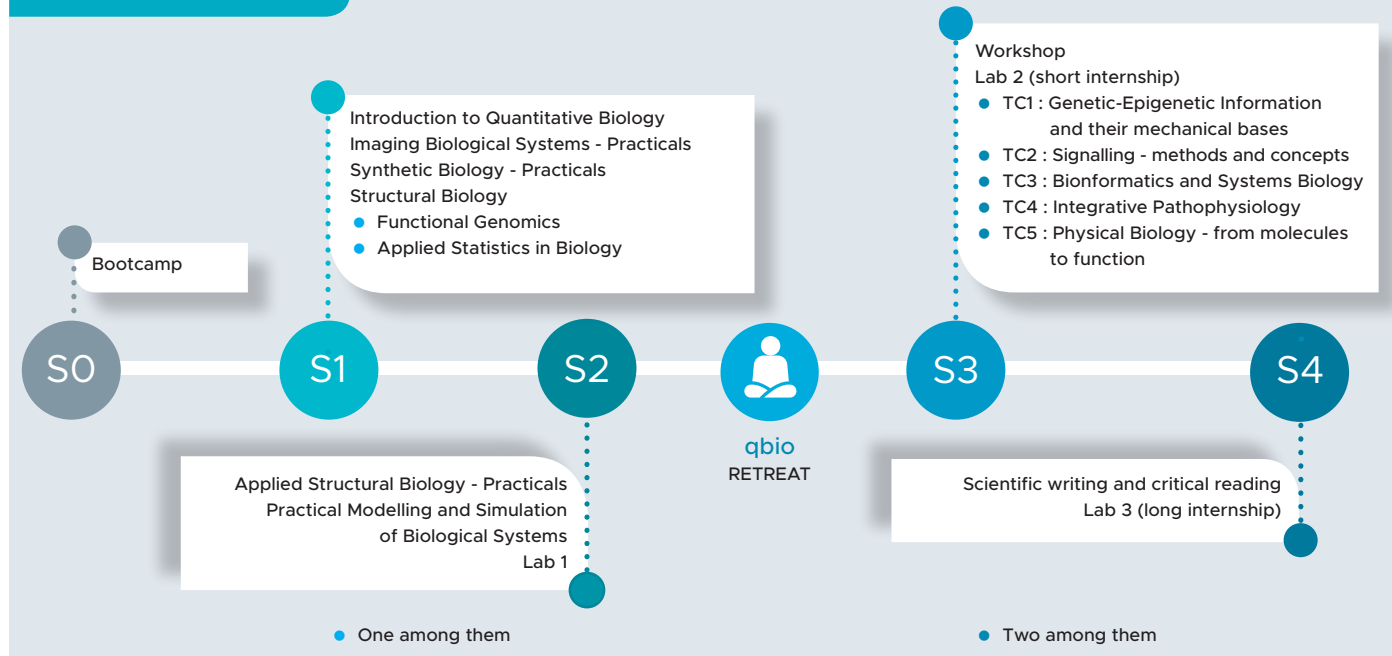 Workshop
Lab 2 (short internship)
TC1 : Genetic-Epigenetic Information
and their mechanical bases
TC2 : Signalling - methods and concepts
TC3 : Bionformatics and Systems Biology
TC4 : Integrative Pathophysiology
TC5 : Physical Biology - from molecules
to function
Introduction to Quantitative Biology
Imaging Biological Systems - Practicals
Synthetic Biology - Practicals
Structural Biology
Functional Genomics
Applied Statistics in Biology
Bootcamp
S0
S1
S2
S3
S4
qbio
RETREAT
Applied Structural Biology - Practicals
Practical Modelling and Simulation
of Biological Systems
Lab 1
Scientific writing and critical reading
Lab 3 (long internship)
One among them
Two among them